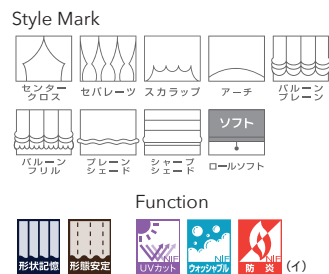 Style Mark
センター
クロス
セパレーツ
スカラップ
アーチ
バルーン
プレーン
バルーン
フリル
プレーン
シェード
シャープ
シェード
ソフト
ロールソフト
Function
形状記憶
形態安定
NIF
UVカット
NIF
ウォッシャブル
NIF
防炎
(イ)